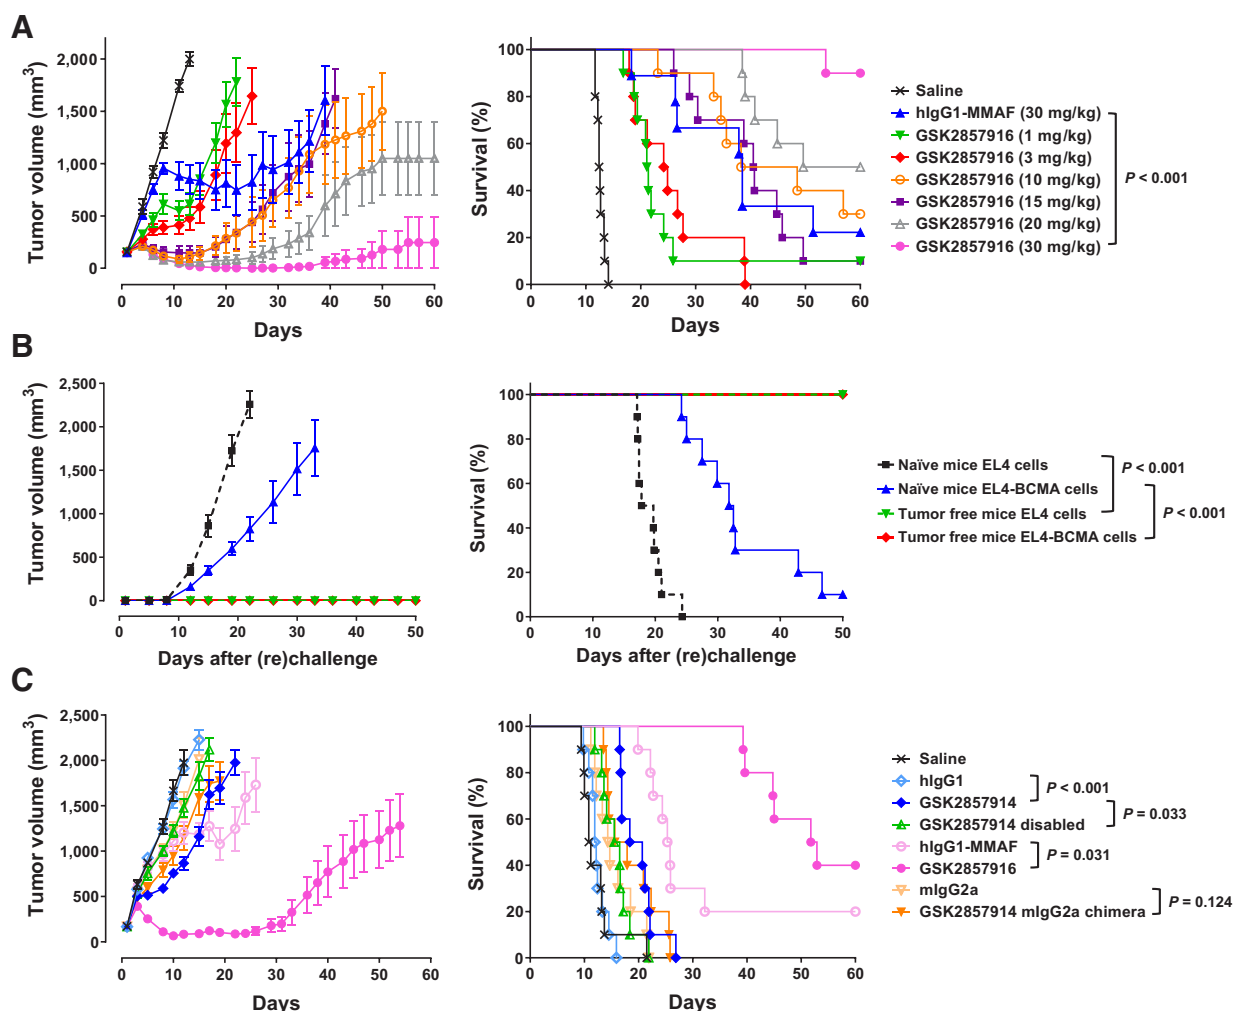 A
Tumor volume (mm3)
2,000
1,500
1,000
500
0
0 10 20 30 40 50 60
Days
Survival (%)
100
80
60
40
20
0
0 10 20 30 40 50 60
Days
Saline
hIgG1-MMAF (30 mg/kg)
GSK2857916 (1 mg/kg)
GSK2857916 (3 mg/kg)
GSK2857916 (10 mg/kg)
GSK2857916 (15 mg/kg)
GSK2857916 (20 mg/kg)
GSK2857916 (30 mg/kg)
P < 0.001
B
Tumor volume (mm3)
2,500
2,000
1,500
1,000
500
0
0 10 20 30 40 50
Days after (re)challenge
Survival (%)
100
80
60
40
20
0
0 10 20 30 40 50
Days after (re)challenge
Naïve mice EL4 cells
Naïve mice EL4-BCMA cells
Tumor free mice EL4 cells
Tumor free mice EL4-BCMA cells
P < 0.001
P < 0.001
C
Tumor volume (mm3)
2,500
2,000
1,500
1,000
500
0
0 10 20 30 40 50 60
Days
Survival (%)
100
80
60
40
20
0
0 10 20 30 40 50 60
Days
Saline
hIgG1
GSK2857914
GSK2857914 disabled
hIgG1-MMAF
GSK2857916
mIgG2a
GSK2857914 mIgG2a chimera
P < 0.001
P = 0.033
P = 0.031
P = 0.124